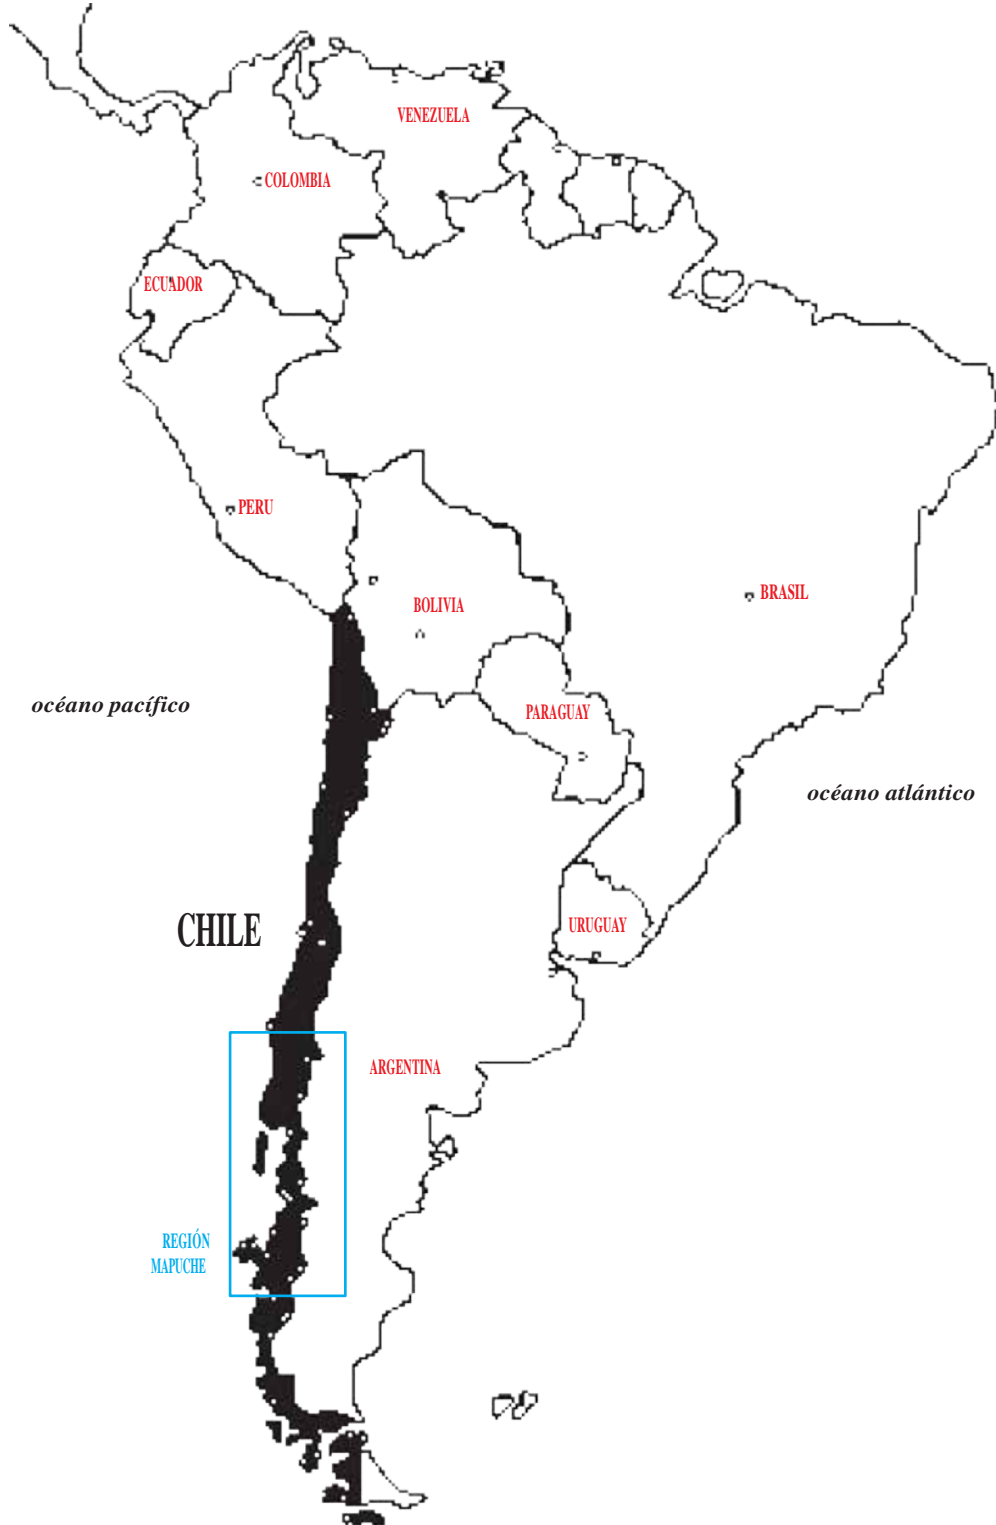 VENEZUELA
COLOMBIA
ECUADOR
PERU
BOLIVIA
BRASIL
océano pacífico
PARAGUAY
océano atlántico
CHILE
URUGUAY
ARGENTINA
REGIÓN
MAPUCHE